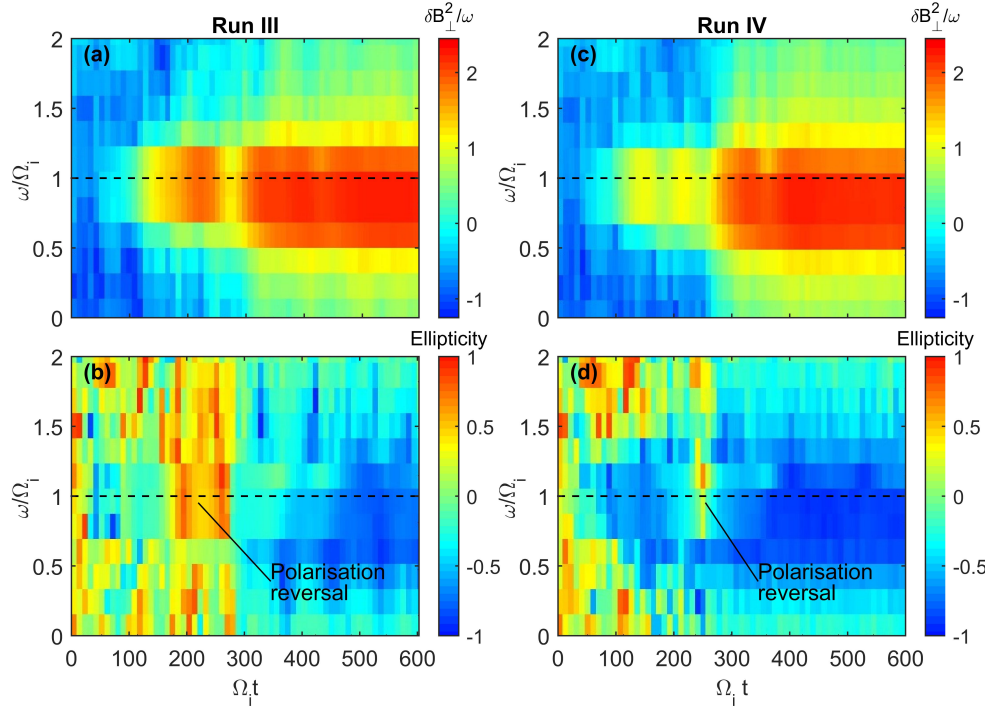 Run III
δB²⊥/ω
Run IV
δB²⊥/ω
(a)
2
1.5
1
0.5
0
ω/Ωi
2
1
0
-1
(c)
2
1.5
1
0.5
0
ω/Ωi
2
1
0
-1
Ellipticity
Ellipticity
(b)
2
1.5
1
0.5
0
ω/Ωi
Polarisation
reversal
0 100 200 300 400 500 600
Ωi t
1
0.5
0
-0.5
-1
(d)
2
1.5
1
0.5
0
ω/Ωi
Polarisation
reversal
0 100 200 300 400 500 600
Ωi t
1
0.5
0
-0.5
-1